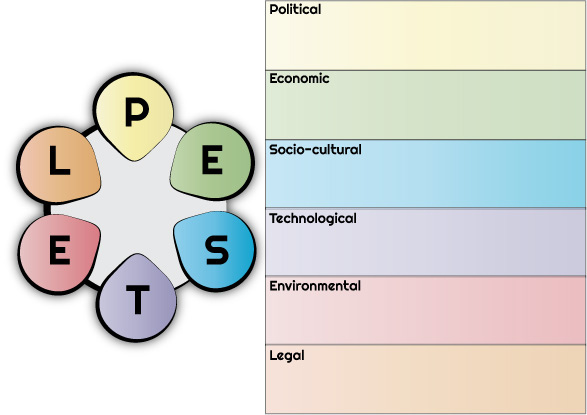 P
E
S
T
E
L
Political
Economic
Socio-cultural
Technological
Environmental
Legal